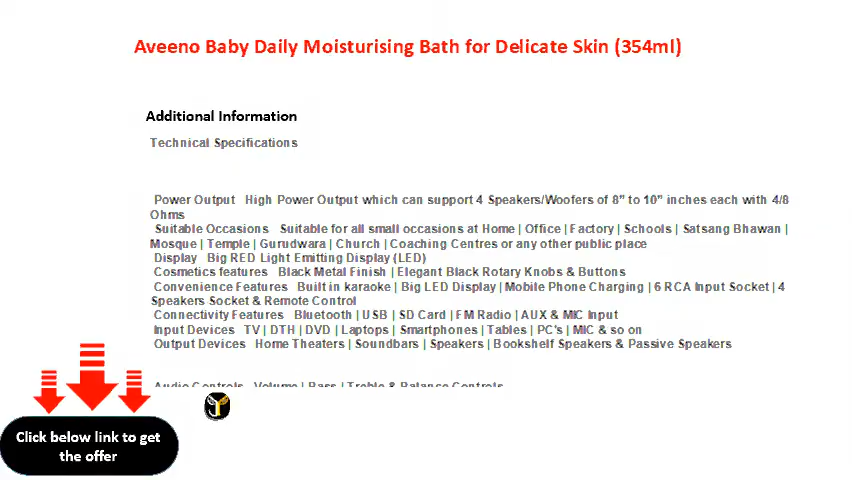 Aveeno Baby Daily Moisturising Bath for Delicate Skin (354ml)
Additional Information
Technical Specifications
Power Output High Power Output which can support 4 Speakers/Woofers of 8” to 10” inches each with 4/8
Ohms
Suitable Occasions Suitable for all small occasions at Home | Office | Factory | Schools | Satsang Bhawan |
Mosque | Temple | Gurudwara | Church | Coaching Centres or any other public place
Display Big RED Light Emitting Display (LED)
Cosmetics features Black Metal Finish | Elegant Black Rotary Knobs & Buttons
Convenience Features Built in karaoke | Big LED Display | Mobile Phone Charging | 6 RCA Input Socket | 4
Speakers Socket & Remote Control
Connectivity Features Bluetooth | USB | SD Card | FM Radio | AUX & MIC Input
Input Devices TV | DTH | DVD | Laptops | Smartphones | Tables | PC's | MIC & so on
Output Devices Home Theaters | Soundbars | Speakers | Bookshelf Speakers & Passive Speakers
Audio Controls Volume | Bass | Treble & Balance Controls
Click below link to get
the offer